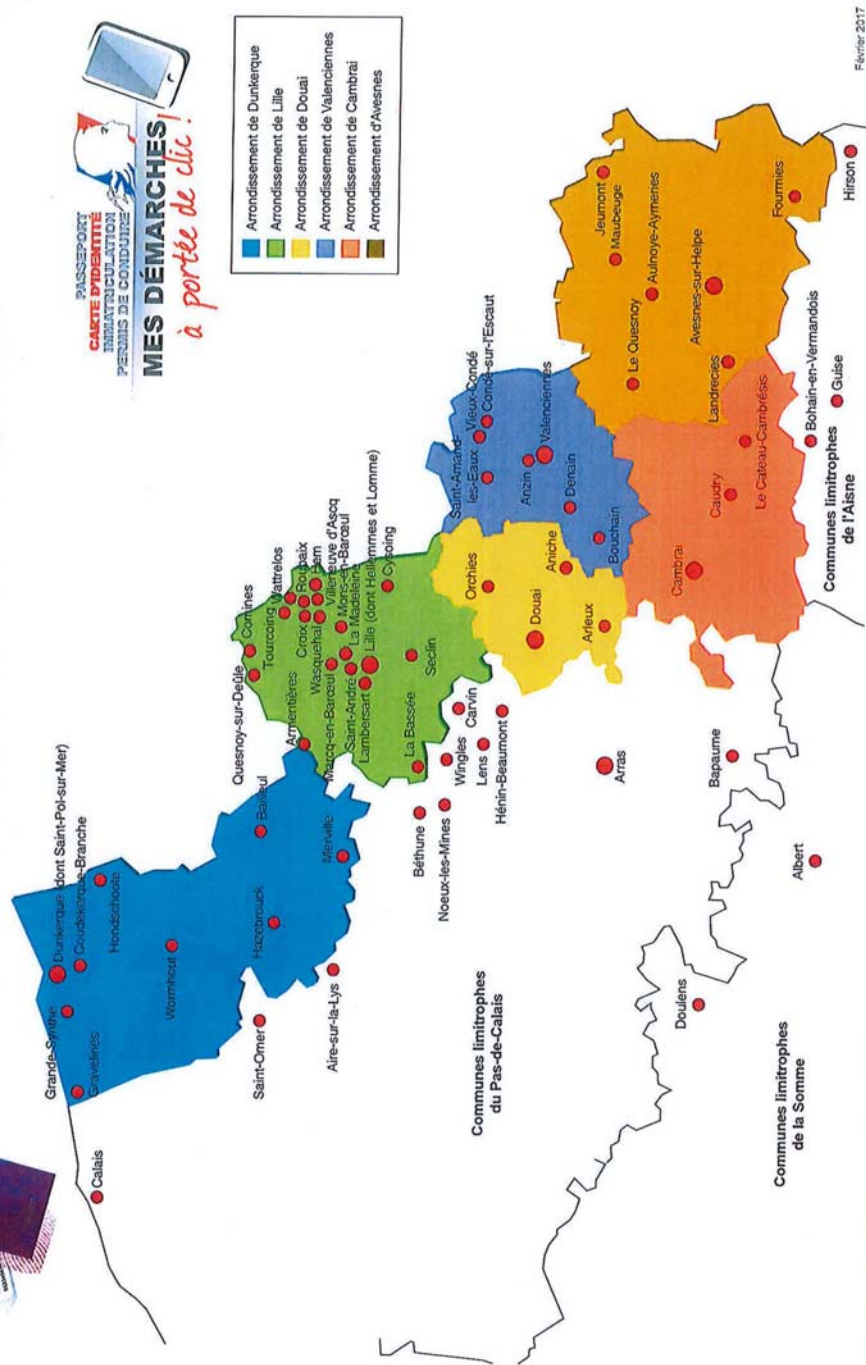 PASSEPORT
CARTE D'IDENTITÉ
IMMATRICULATION
PERMIS DE CONDUIRE
MES DÉMARCHES
à portée de clic !
Arrondissement de Dunkerque
Arrondissement de Lille
Arrondissement de Douai
Arrondissement de Valenciennes
Arrondissement de Cambrai
Arrondissement d'Avesnes
Calais
Grande-Synthe
Gravelines
Dunkerque (dont Saint-Pol-sur-Mer)
Coudekerque-Branche
Hondschoote
Wormhout
Saint-Omer
Hazebrouck
Bailleul
Aire-sur-la-Lys
Merville
Quesnoy-sur-Deûle
Comines
Tourcoing
Wattrelos
Armentières
Croix
Roubaix
Hem
Wasquehal
Villeneuve d'Ascq
Marcq-en-Barœul
Mons-en-Barœul
Saint-André
La Madeleine
Lambersart
Lille (dont Hellemmes et Lomme)
Cysoing
La Bassée
Seclin
Béthune
Noeux-les-Mines
Wingles
Carvin
Lens
Hénin-Beaumont
Orchies
Douai
Aniche
Arleux
Saint-Amand-
les-Eaux
Vieux-Condé
Condé-sur-l'Escaut
Anzin
Valenciennes
Denain
Bouchain
Arras
Bapaume
Cambrai
Caudry
Le Cateau-Cambrésis
Le Quesnoy
Landrecies
Jeumont
Maubeuge
Aulnoye-Aymeries
Avesnes-sur-Helpe
Fourmies
Hirson
Bohain-en-Vermandois
Guise
Albert
Doulens
Communes limitrophes
du Pas-de-Calais
Communes limitrophes
de la Somme
Communes limitrophes
de l'Aisne
Février 2017